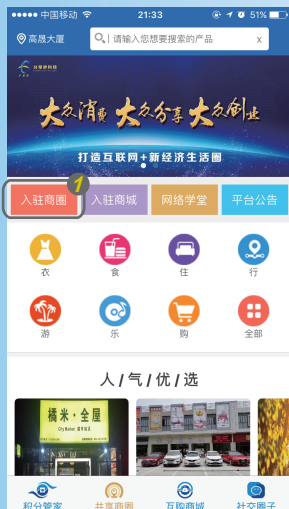 中国移动 21:33 51%
高晟大厦 请输入您想要搜索的产品 x
大众消费 大众分享 大众创业
打造互联网+新经济生活圈
1
入驻商圈 入驻商城 网络学堂 平台公告
衣 食 住 行
游 乐 购 全部
人/气/优/选
橘米·全屋
City Market
积分管家 共享商圈 互购商城 社交圈子